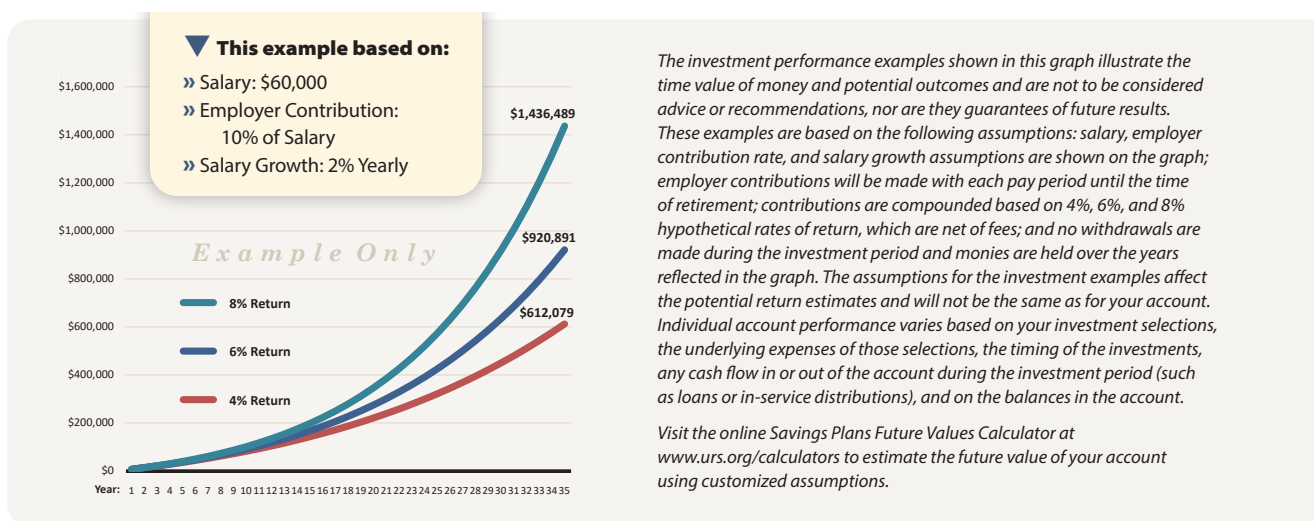 This example based on:
» Salary: $60,000
» Employer Contribution:
10% of Salary
» Salary Growth: 2% Yearly
$1,600,000
$1,400,000
$1,200,000
$1,000,000
$800,000
$600,000
$400,000
$200,000
$0
$1,436,489
$920,891
$612,079
Example Only
8% Return
6% Return
4% Return
Year: 1 2 3 4 5 6 7 8 9 10 11 12 13 14 15 16 17 18 19 20 21 22 23 24 25 26 27 28 29 30 31 32 33 34 35
The investment performance examples shown in this graph illustrate the
time value of money and potential outcomes and are not to be considered
advice or recommendations, nor are they guarantees of future results.
These examples are based on the following assumptions: salary, employer
contribution rate, and salary growth assumptions are shown on the graph;
employer contributions will be made with each pay period until the time
of retirement; contributions are compounded based on 4%, 6%, and 8%
hypothetical rates of return, which are net of fees; and no withdrawals are
made during the investment period and monies are held over the years
reflected in the graph. The assumptions for the investment examples affect
the potential return estimates and will not be the same as for your account.
Individual account performance varies based on your investment selections,
the underlying expenses of those selections, the timing of the investments,
any cash flow in or out of the account during the investment period (such
as loans or in-service distributions), and on the balances in the account.
Visit the online Savings Plans Future Values Calculator at
www.urs.org/calculators to estimate the future value of your account
using customized assumptions.